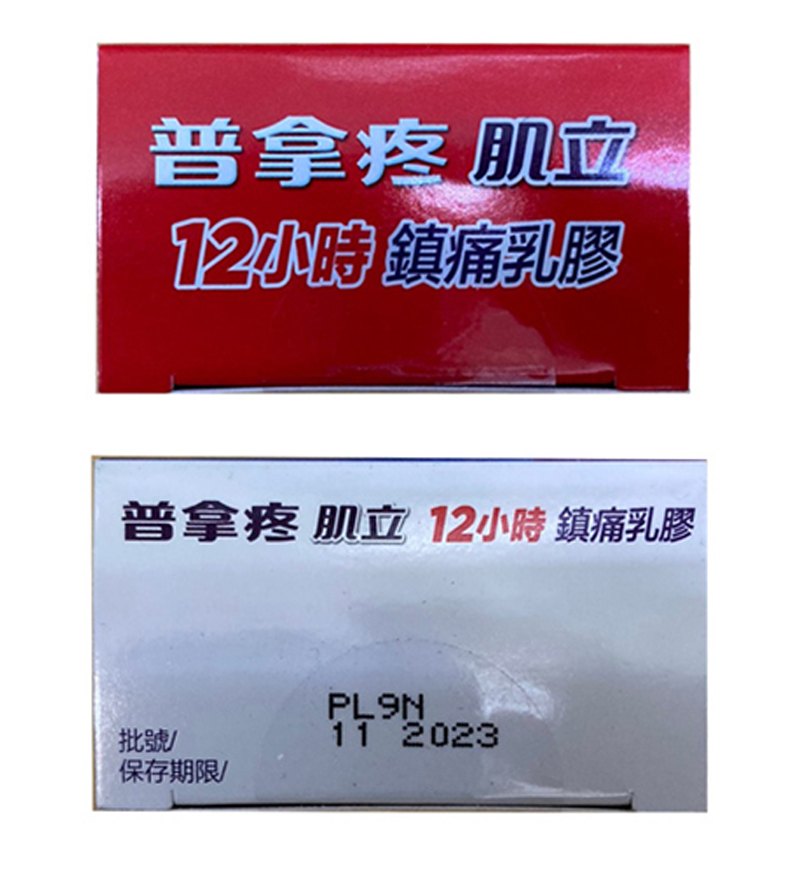 普拿疼 肌立
12小時 鎮痛乳膠
普拿疼 肌立 12小時 鎮痛乳膠
PL9N
批號/ 11 2023
保存期限/